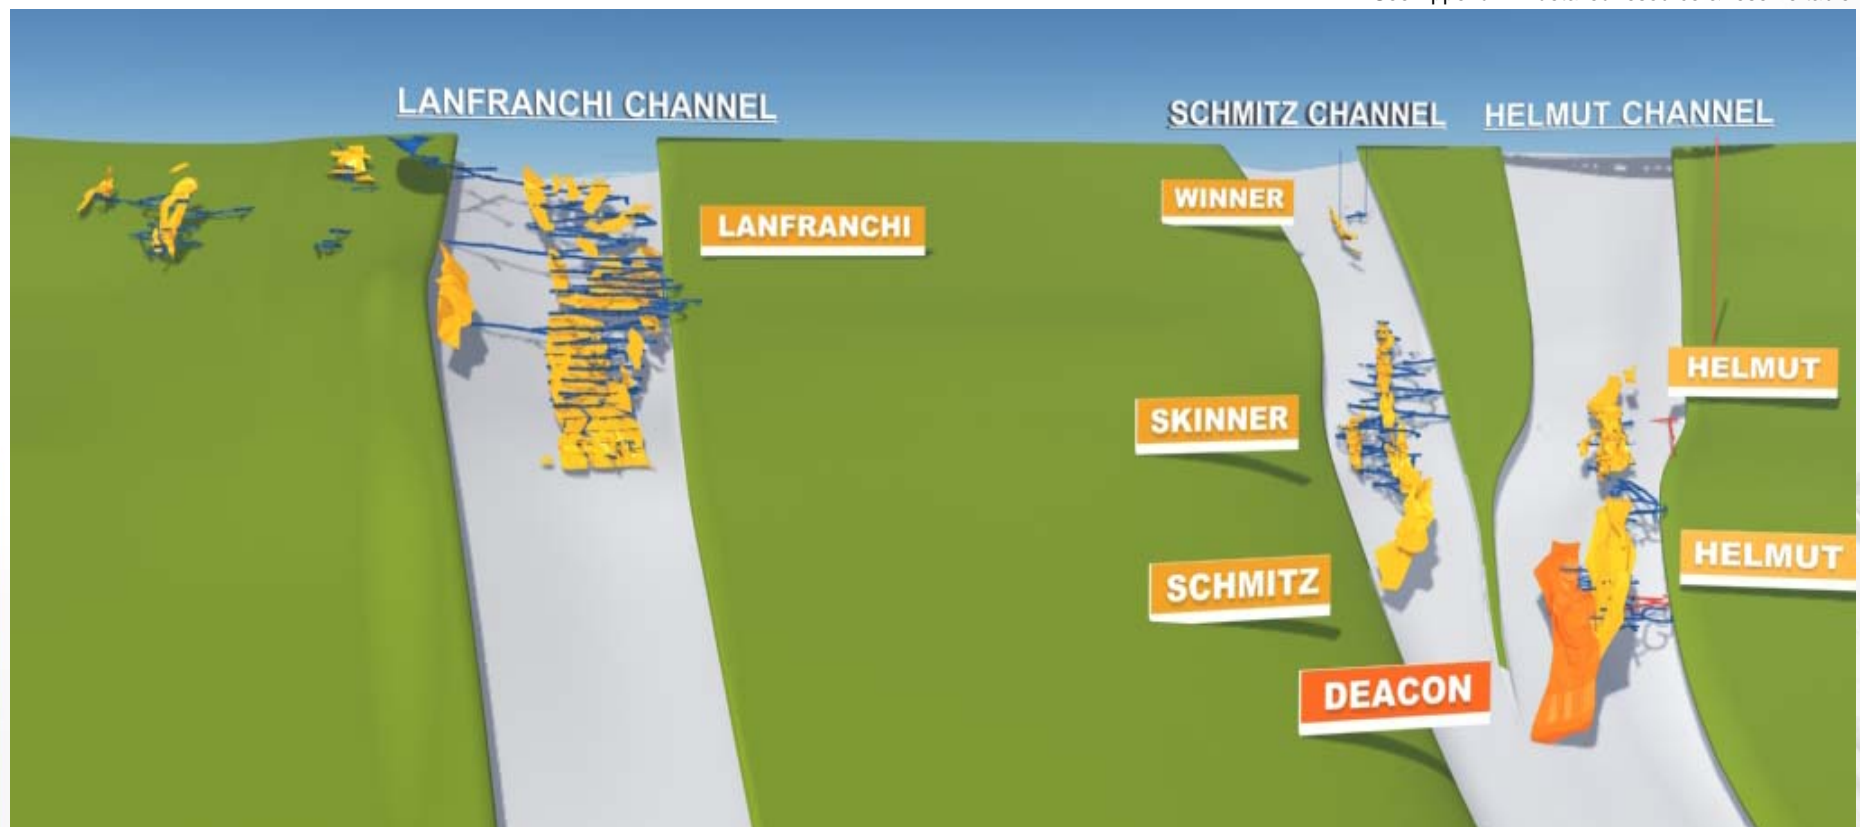 LANFRANCHI CHANNEL
SCHMITZ CHANNEL
HELMUT CHANNEL
WINNER
LANFRANCHI
HELMUT
SKINNER
HELMUT
SCHMITZ
DEACON